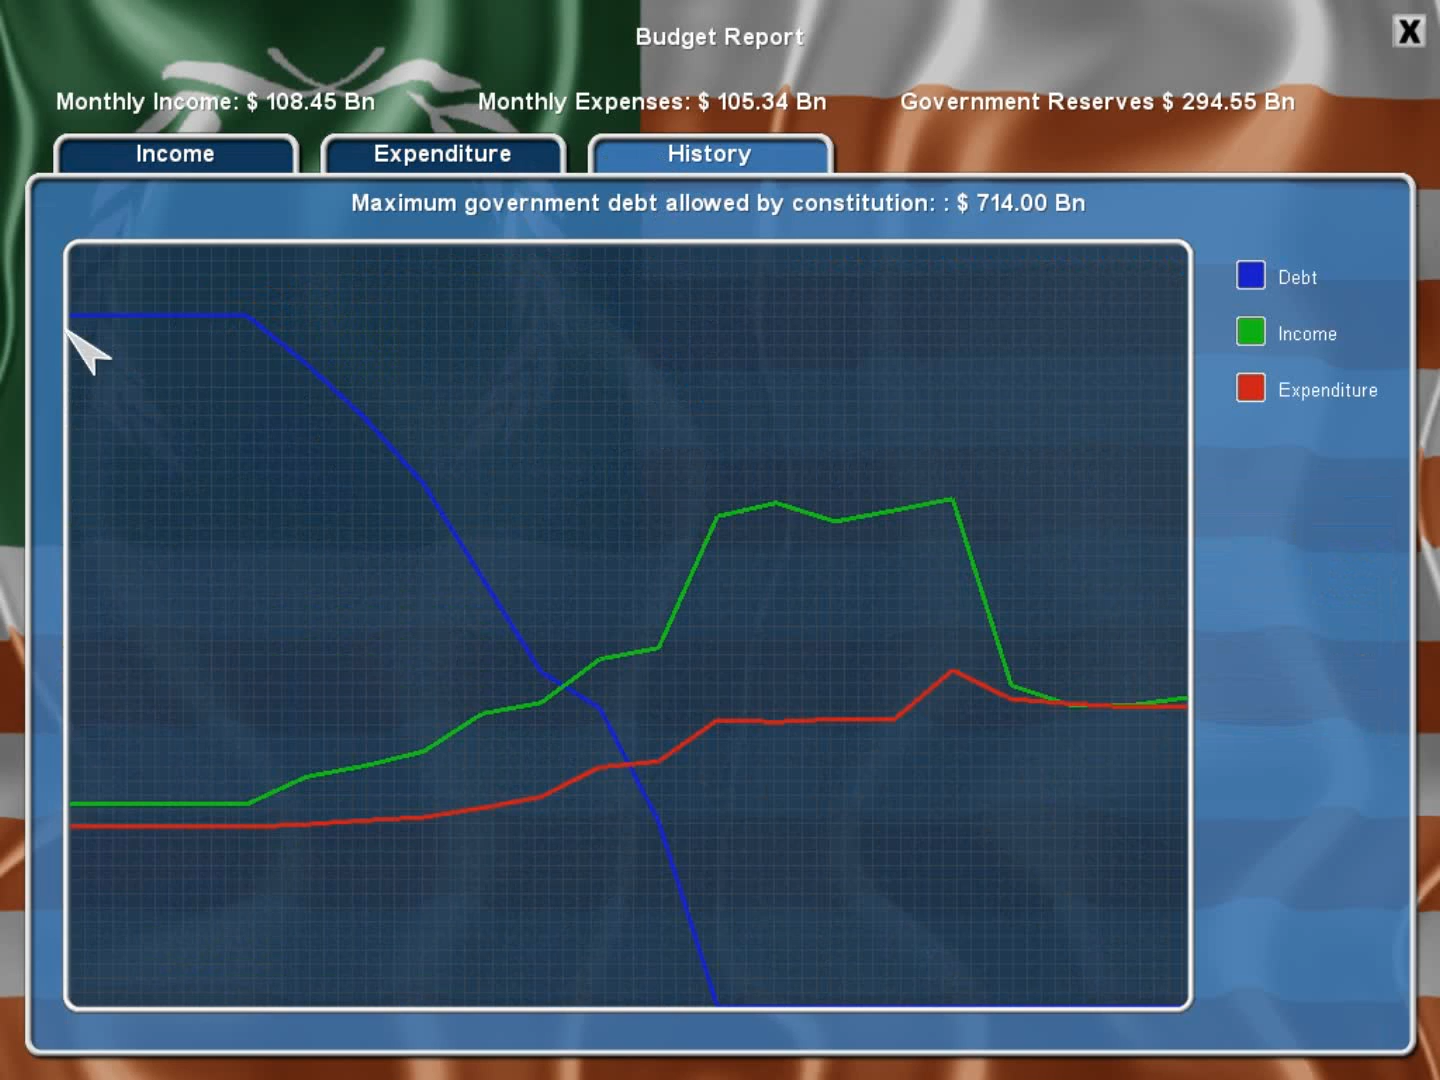 Budget Report
X
Monthly Income: $ 108.45 Bn
Monthly Expenses: $ 105.34 Bn
Government Reserves $ 294.55 Bn
Income
Expenditure
History
Maximum government debt allowed by constitution: : $ 714.00 Bn
Debt
Income
Expenditure